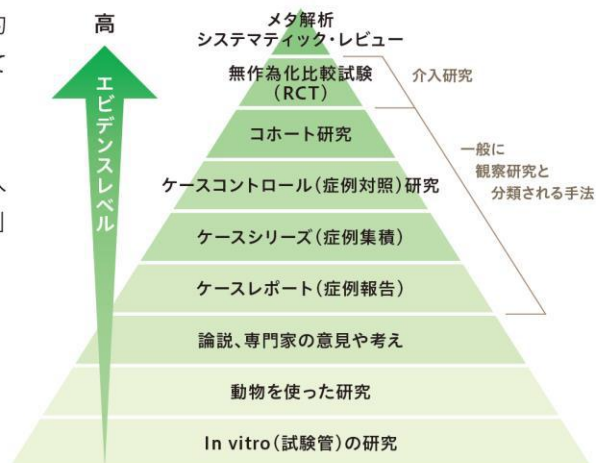 高
エビデンスレベル
メタ解析
システマティック・レビュー
無作為化比較試験
（RCT）
コホート研究
ケースコントロール（症例対照）研究
ケースシリーズ（症例集積）
ケースレポート（症例報告）
論説、専門家の意見や考え
動物を使った研究
In vitro（試験管）の研究
介入研究
一般に
観察研究と
分類される手法